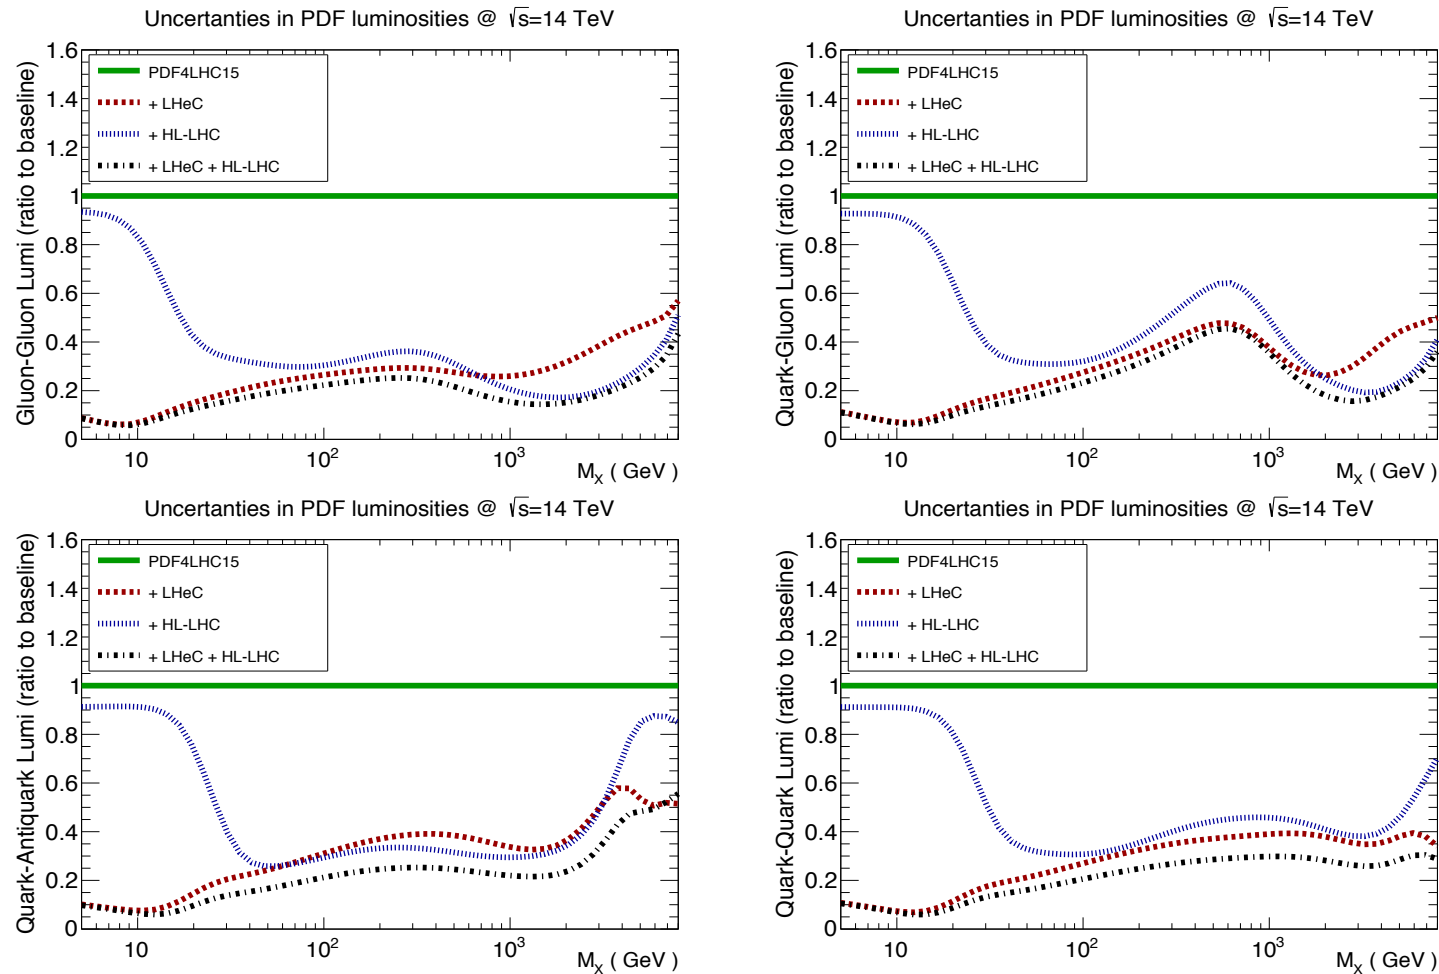 Uncertanties in PDF luminosities @ √s=14 TeV
Gluon-Gluon Lumi (ratio to baseline)
1.6
1.4
1.2
1
0.8
0.6
0.4
0.2
0
PDF4LHC15
+ LHeC
+ HL-LHC
+ LHeC + HL-LHC
10
10²
10³
M_X ( GeV )
Uncertanties in PDF luminosities @ √s=14 TeV
Quark-Gluon Lumi (ratio to baseline)
1.6
1.4
1.2
1
0.8
0.6
0.4
0.2
0
PDF4LHC15
+ LHeC
+ HL-LHC
+ LHeC + HL-LHC
10
10²
10³
M_X ( GeV )
Uncertanties in PDF luminosities @ √s=14 TeV
Quark-Antiquark Lumi (ratio to baseline)
1.6
1.4
1.2
1
0.8
0.6
0.4
0.2
0
PDF4LHC15
+ LHeC
+ HL-LHC
+ LHeC + HL-LHC
10
10²
10³
M_X ( GeV )
Uncertanties in PDF luminosities @ √s=14 TeV
Quark-Quark Lumi (ratio to baseline)
1.6
1.4
1.2
1
0.8
0.6
0.4
0.2
0
PDF4LHC15
+ LHeC
+ HL-LHC
+ LHeC + HL-LHC
10
10²
10³
M_X ( GeV )